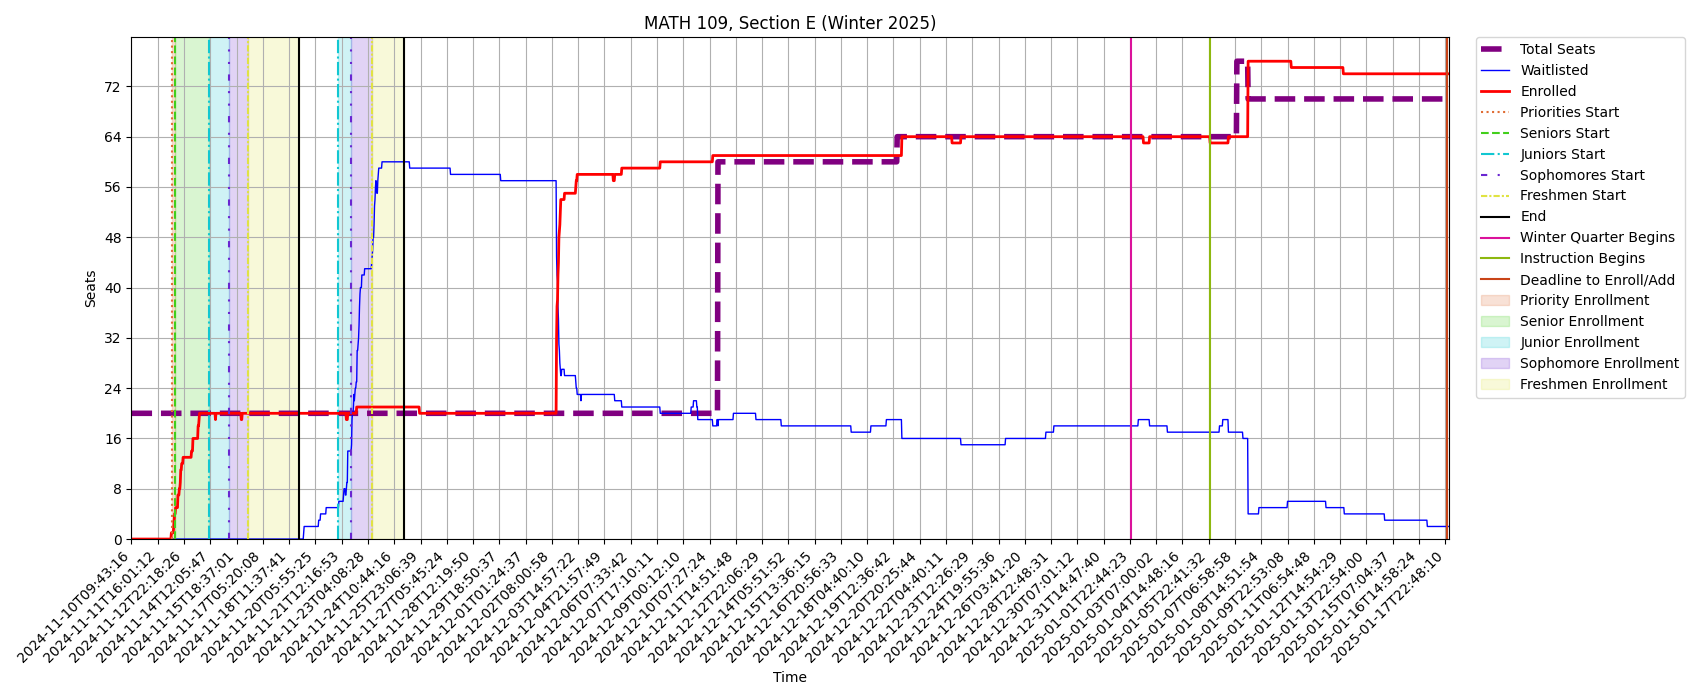 MATH 109, Section E (Winter 2025)
Seats
72
64
56
48
40
32
24
16
8
0
2024-11-10T09:43:16
2024-11-11T16:01:12
2024-11-12T22:18:26
2024-11-14T12:05:47
2024-11-15T18:37:01
2024-11-17T05:20:08
2024-11-18T11:37:41
2024-11-20T05:55:25
2024-11-21T12:16:53
2024-11-23T04:08:28
2024-11-24T10:44:16
2024-11-25T23:06:39
2024-11-27T05:45:24
2024-11-28T12:19:50
2024-11-29T18:50:37
2024-12-01T01:24:37
2024-12-02T08:00:58
2024-12-03T14:57:22
2024-12-04T21:57:49
2024-12-06T07:33:42
2024-12-07T17:10:11
2024-12-09T00:12:10
2024-12-10T07:27:24
2024-12-11T14:51:48
2024-12-12T22:06:29
2024-12-14T05:51:52
2024-12-15T13:36:15
2024-12-16T20:56:33
2024-12-18T04:40:10
2024-12-19T12:36:42
2024-12-20T20:25:44
2024-12-22T04:40:11
2024-12-23T12:26:29
2024-12-24T19:55:36
2024-12-26T03:41:20
2024-12-28T22:48:31
2024-12-30T07:01:12
2024-12-31T14:47:40
2025-01-01T22:44:23
2025-01-03T07:00:02
2025-01-04T14:48:16
2025-01-05T22:41:32
2025-01-07T06:58:58
2025-01-08T14:51:54
2025-01-09T22:53:08
2025-01-11T06:54:48
2025-01-12T14:54:29
2025-01-13T22:54:00
2025-01-15T07:04:37
2025-01-16T14:58:24
2025-01-17T22:48:10
Time
Total Seats
Waitlisted
Enrolled
Priorities Start
Seniors Start
Juniors Start
Sophomores Start
Freshmen Start
End
Winter Quarter Begins
Instruction Begins
Deadline to Enroll/Add
Priority Enrollment
Senior Enrollment
Junior Enrollment
Sophomore Enrollment
Freshmen Enrollment